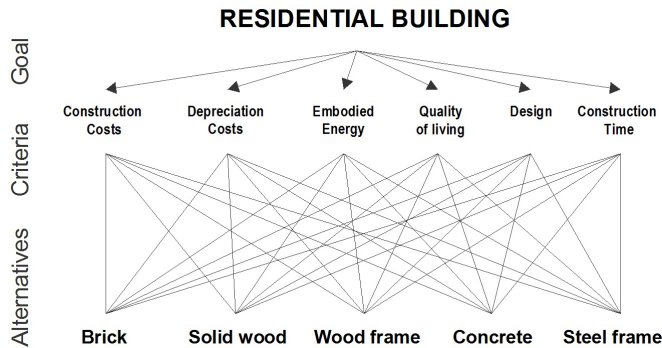 RESIDENTIAL BUILDING
Goal
Construction Costs
Depreciation Costs
Embodied Energy
Quality of living
Design
Construction Time
Criteria
Alternatives
Brick
Solid wood
Wood frame
Concrete
Steel frame